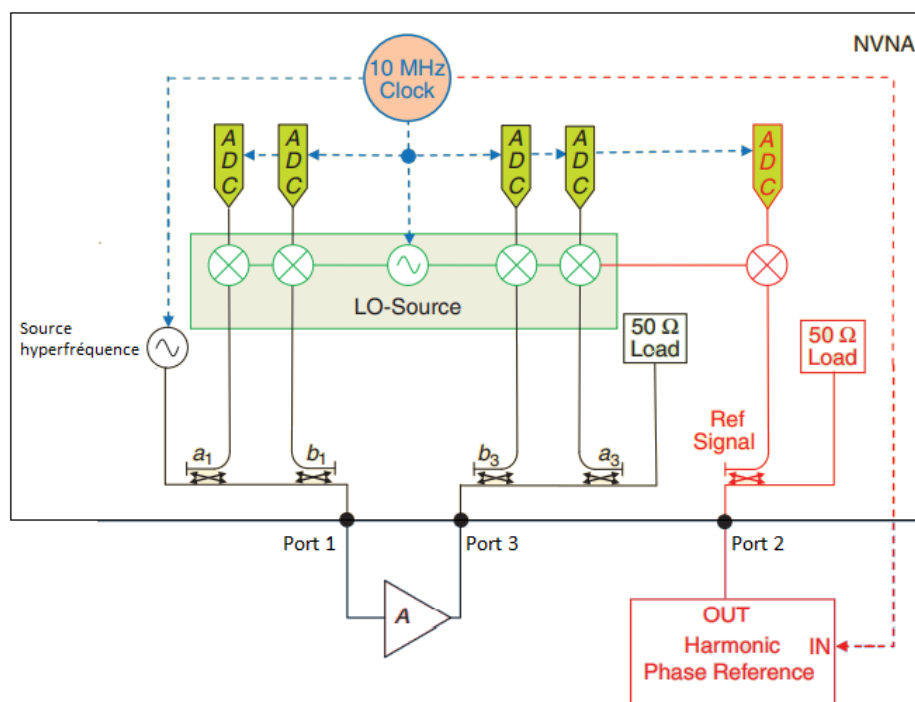 NVNA
10 MHz
Clock
A
D
C
A
D
C
A
D
C
A
D
C
A
D
C
LO-Source
Source
hyperfréquence
50 Ω
Load
50 Ω
Load
Ref
Signal
a1
b1
b3
a3
Port 1
Port 3
Port 2
A
OUT
Harmonic
Phase Reference
IN